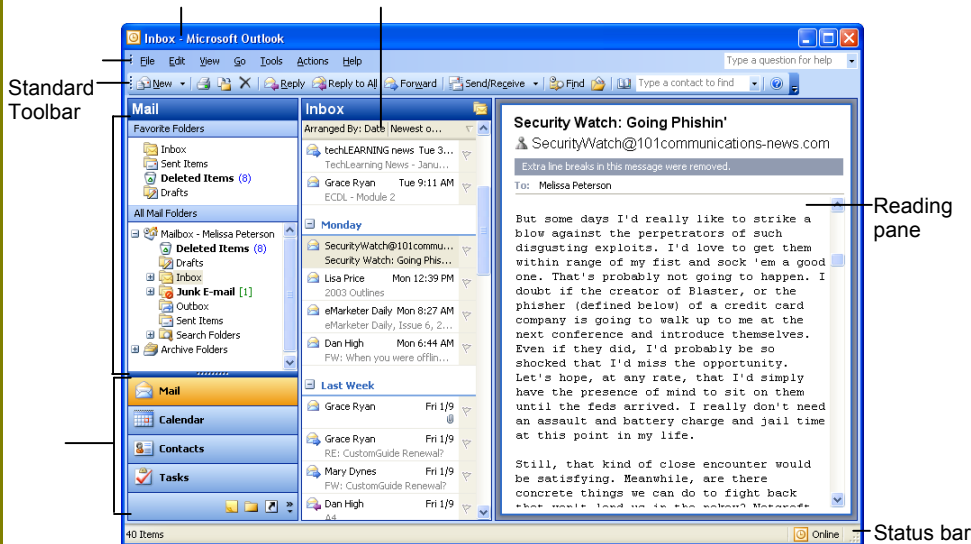 Inbox - Microsoft Outlook
File Edit View Go Tools Actions Help
Type a question for help
Standard Toolbar
New Reply Reply to All Forward Send/Receive Find Type a contact to find
Mail
Favorite Folders
Inbox
Sent Items
Deleted Items (8)
Drafts
All Mail Folders
Mailbox - Melissa Peterson
Deleted Items (8)
Drafts
Inbox
Junk E-mail [1]
Outbox
Sent Items
Search Folders
Archive Folders
Mail
Calendar
Contacts
Tasks
Inbox
Arranged By: Date Newest o...
techLEARNING news Tue 3...
TechLearning News - Janu...
Grace Ryan Tue 9:11 AM
ECDL - Module 2
Monday
SecurityWatch@101commu...
Security Watch: Going Phis...
Lisa Price Mon 12:39 PM
2003 Outlines
eMarketer Daily Mon 8:27 AM
eMarketer Daily, Issue 6, 2...
Dan High Mon 6:44 AM
FW: When you were offlin...
Last Week
Grace Ryan Fri 1/9
Grace Ryan Fri 1/9
RE: CustomGuide Renewal?
Mary Dynes Fri 1/9
FW: CustomGuide Renewal?
Dan High Fri 1/9
A4
Security Watch: Going Phishin'
SecurityWatch@101communications-news.com
Extra line breaks in this message were removed.
To: Melissa Peterson
But some days I'd really like to strike a
blow against the perpetrators of such
disgusting exploits. I'd love to get them
within range of my fist and sock 'em a good
one. That's probably not going to happen. I
doubt if the creator of Blaster, or the
phisher (defined below) of a credit card
company is going to walk up to me at the
next conference and introduce themselves.
Even if they did, I'd probably be so
shocked that I'd miss the opportunity.
Let's hope, at any rate, that I'd simply
have the presence of mind to sit on them
until the feds arrived. I really don't need
an assault and battery charge and jail time
at this point in my life.
Still, that kind of close encounter would
be satisfying. Meanwhile, are there
concrete things we can do to fight back
Reading
pane
40 Items
Online
Status bar